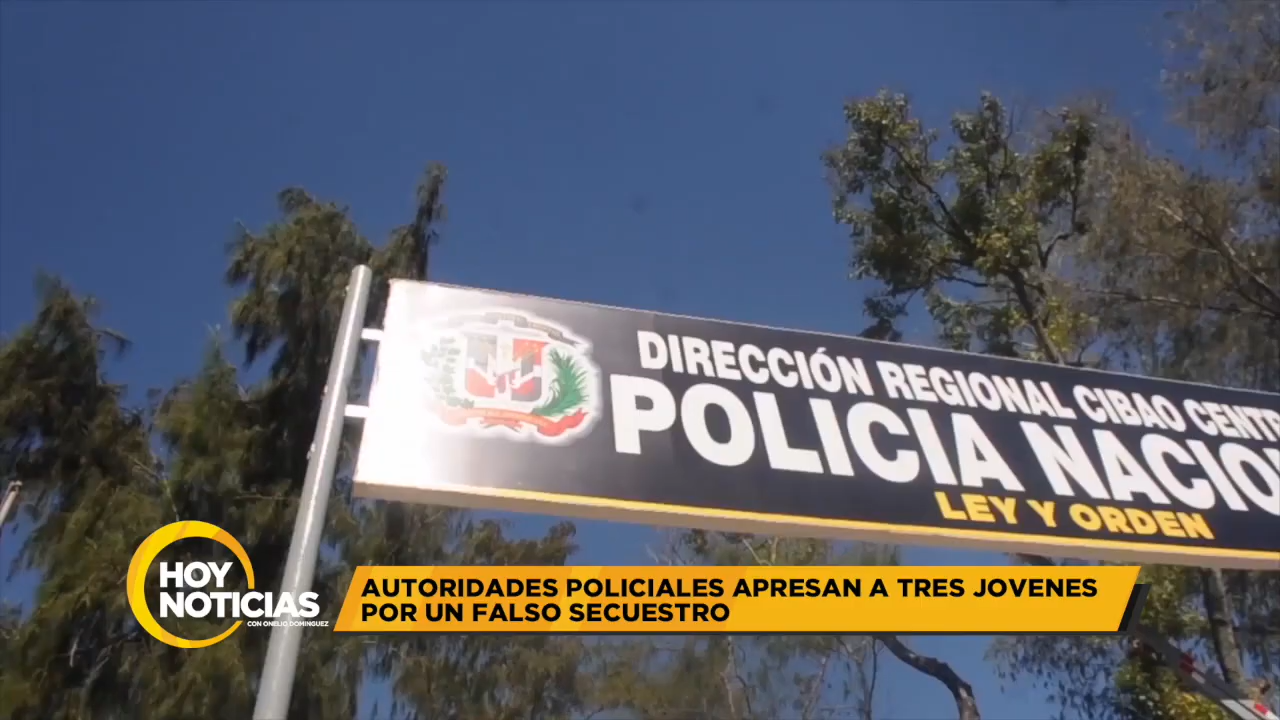 DIRECCIÓN REGIONAL CIBAO CENTR
POLICIA NACIO
LEY Y ORDEN
HOY
NOTICIAS
CON ONELIO DOMINGUEZ
AUTORIDADES POLICIALES APRESAN A TRES JOVENES
POR UN FALSO SECUESTRO